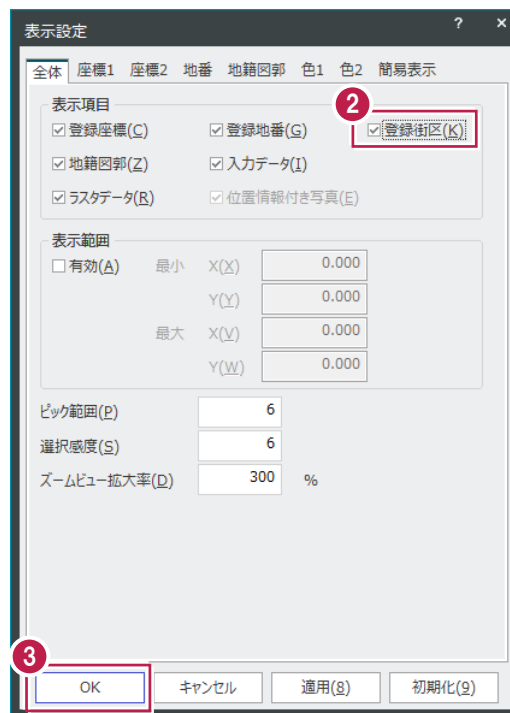 表示設定 ? ×
全体 座標1 座標2 地番 地籍図郭 色1 色2 簡易表示
表示項目 2
登録座標(C) 登録地番(G) 登録街区(K)
地籍図郭(Z) 入力データ(I)
ラスタデータ(R) 位置情報付き写真(E)
表示範囲
有効(A) 最小 X(X) 0.000
Y(Y) 0.000
最大 X(V) 0.000
Y(W) 0.000
ピック範囲(P) 6
選択感度(S) 6
ズームビュー拡大率(D) 300 %
3
OK キャンセル 適用(8) 初期化(9)